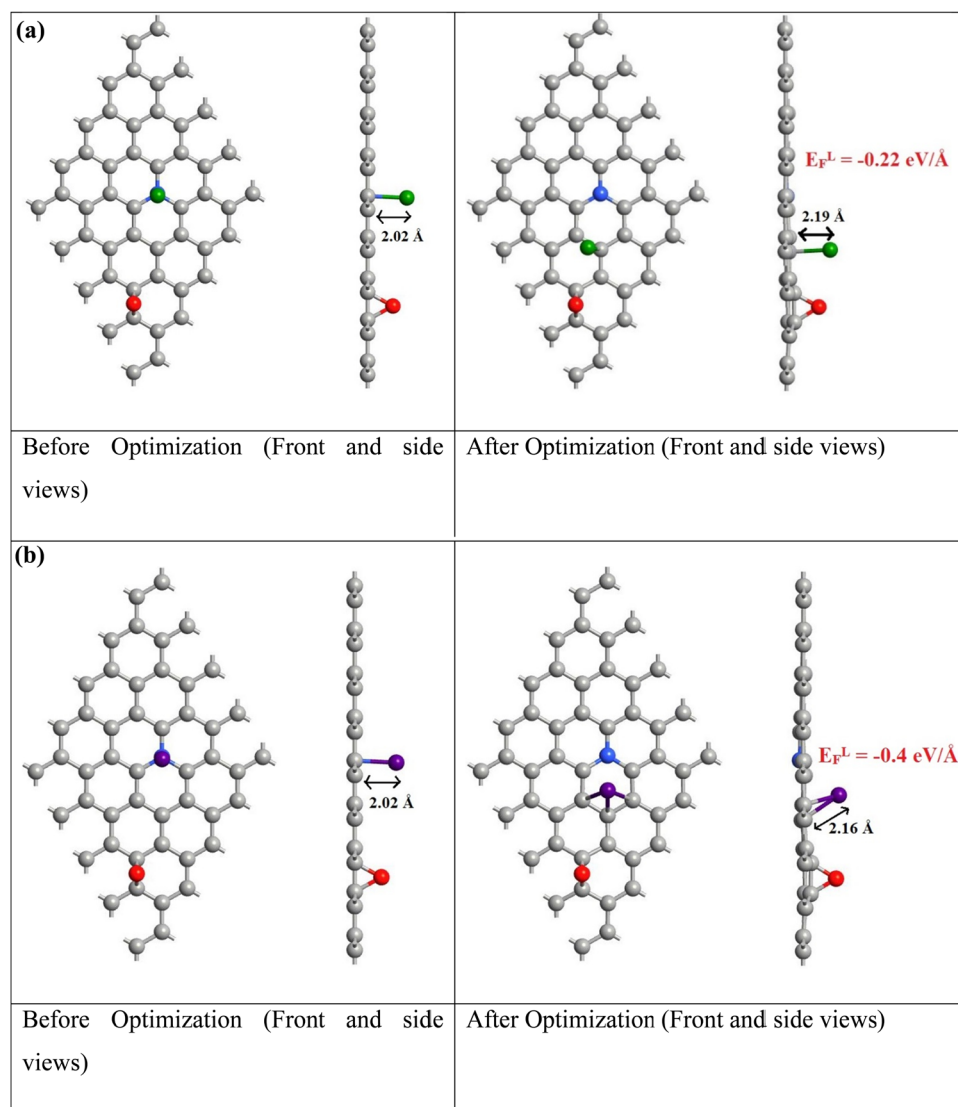 (a)
2.02 Å
E_F^L = -0.22 eV/Å
2.19 Å
Before Optimization (Front and side
views)
After Optimization (Front and side views)
(b)
2.02 Å
E_F^L = -0.4 eV/Å
2.16 Å
Before Optimization (Front and side
views)
After Optimization (Front and side views)